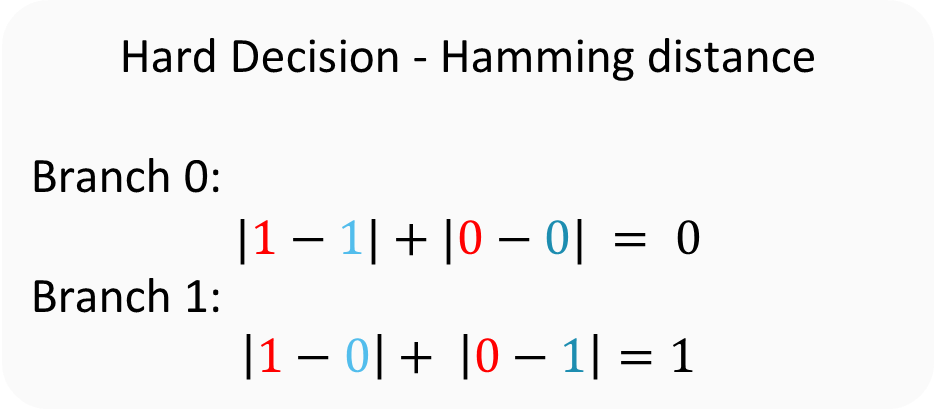 Hard Decision - Hamming distance
Branch 0:
|1 − 1| + |0 − 0| = 0
Branch 1:
|1 − 0| + |0 − 1| = 1